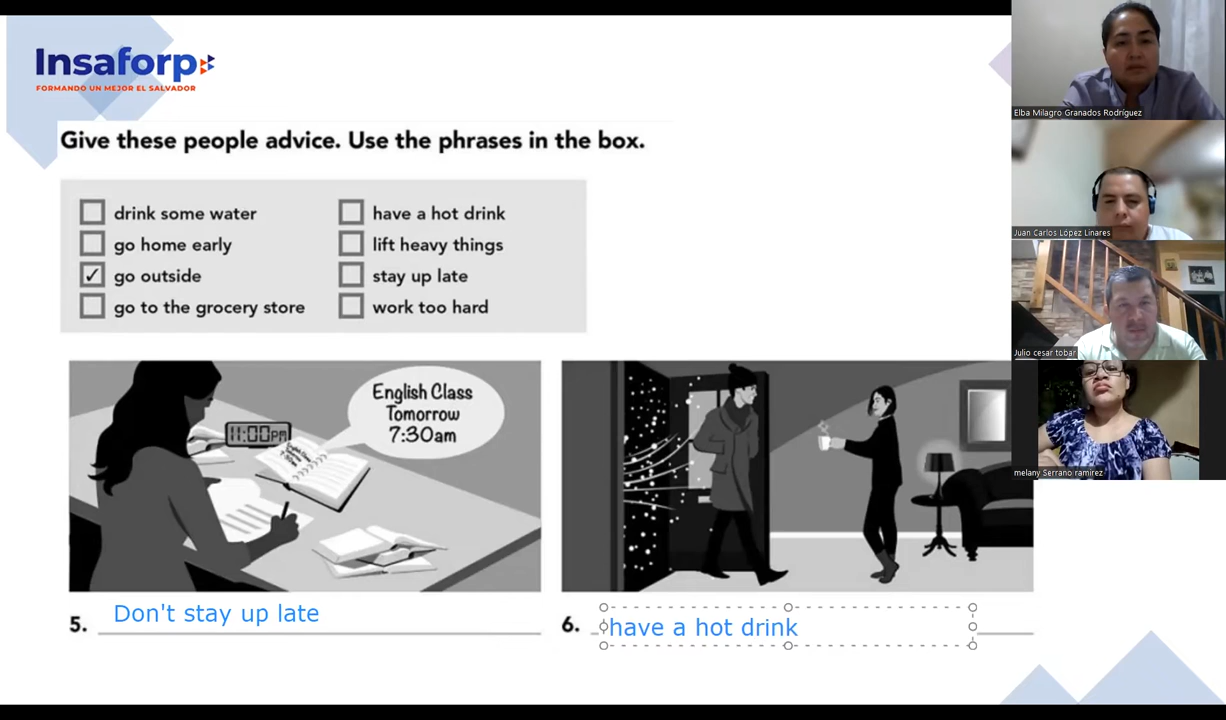 Insaforp
FORMANDO UN MEJOR EL SALVADOR
Give these people advice. Use the phrases in the box.
drink some water
go home early
✓ go outside
go to the grocery store
have a hot drink
lift heavy things
stay up late
work too hard
11:00PM
English Class
Tomorrow
7:30am
5. Don't stay up late
6. have a hot drink
Elba Milagro Granados Rodríguez
Juan Carlos López Linares
Julio cesar tobar
melany Serrano ramirez